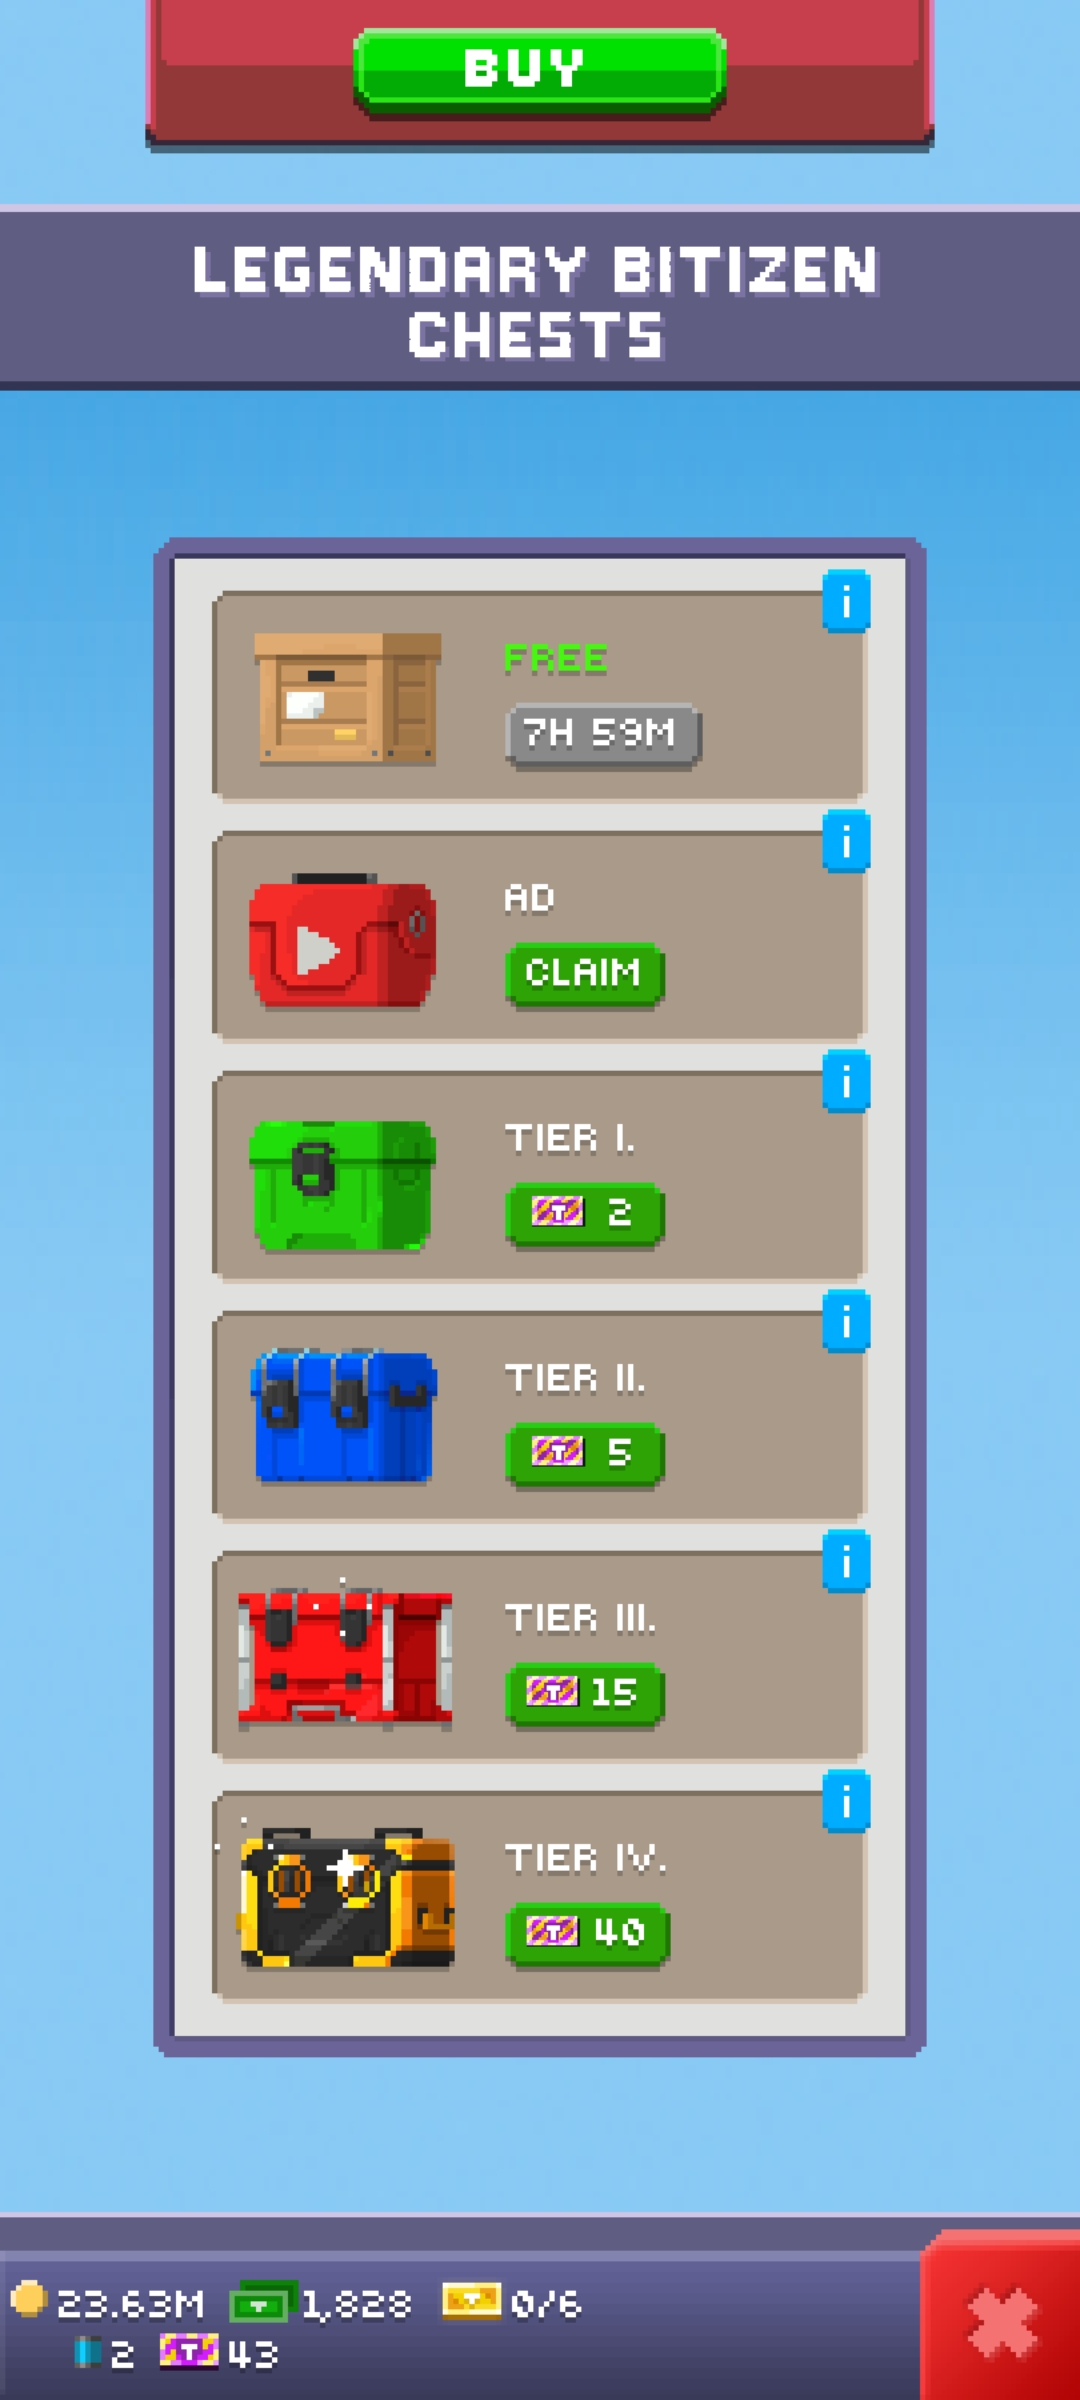 BUY
LEGENDARY BITIZEN
CHESTS
i
FREE
7H 59M
i
AD
CLAIM
i
TIER I.
T 2
i
TIER II.
T 5
i
TIER III.
T 15
i
TIER IV.
T 40
23.63M 1,828 0/6
2 T 43